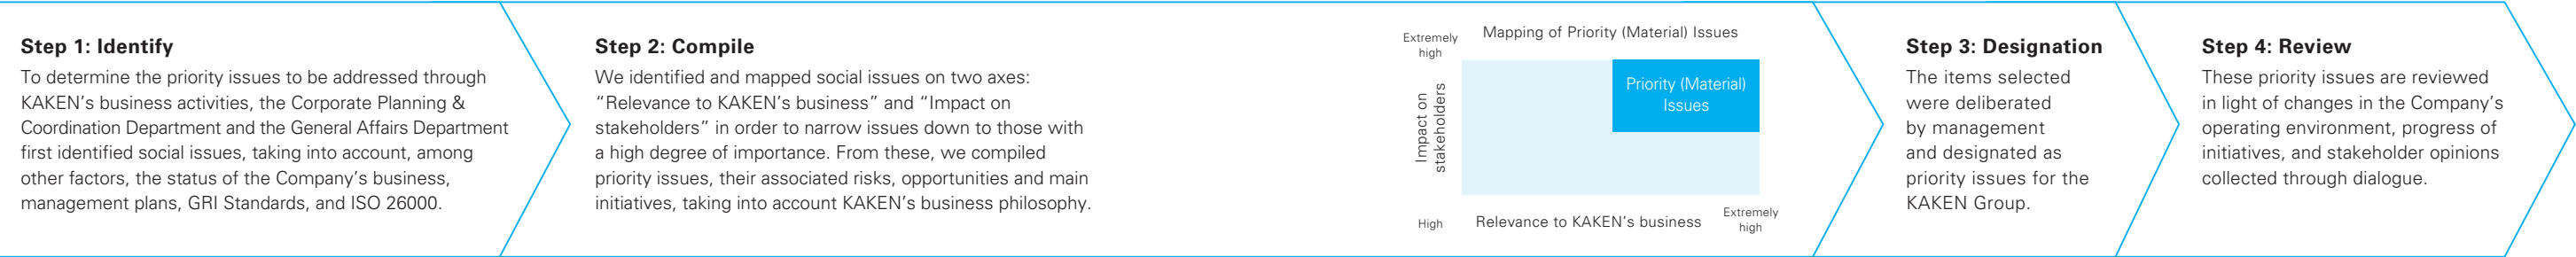 Step 1: Identify
To determine the priority issues to be addressed through
KAKEN’s business activities, the Corporate Planning &
Coordination Department and the General Affairs Department
first identified social issues, taking into account, among
other factors, the status of the Company’s business,
management plans, GRI Standards, and ISO 26000.
Step 2: Compile
We identified and mapped social issues on two axes:
“Relevance to KAKEN’s business” and “Impact on
stakeholders” in order to narrow issues down to those with
a high degree of importance. From these, we compiled
priority issues, their associated risks, opportunities and main
initiatives, taking into account KAKEN’s business philosophy.
Mapping of Priority (Material) Issues
Extremely
high
Priority (Material)
Issues
Impact on
stakeholders
High
Relevance to KAKEN’s business
Extremely
high
Step 3: Designation
The items selected
were deliberated
by management
and designated as
priority issues for the
KAKEN Group.
Step 4: Review
These priority issues are reviewed
in light of changes in the Company’s
operating environment, progress of
initiatives, and stakeholder opinions
collected through dialogue.